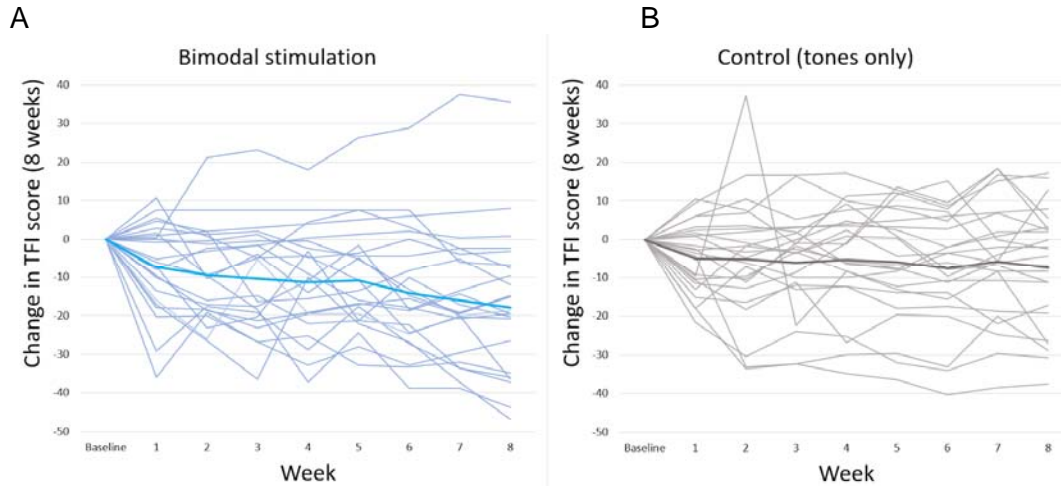 A
B
Bimodal stimulation
Change in TFI score (8 weeks)
40
30
20
10
0
-10
-20
-30
-40
-50
Baseline 1 2 3 4 5 6 7 8
Week
Control (tones only)
Change in TFI score (8 weeks)
40
30
20
10
0
-10
-20
-30
-40
-50
Baseline 1 2 3 4 5 6 7 8
Week